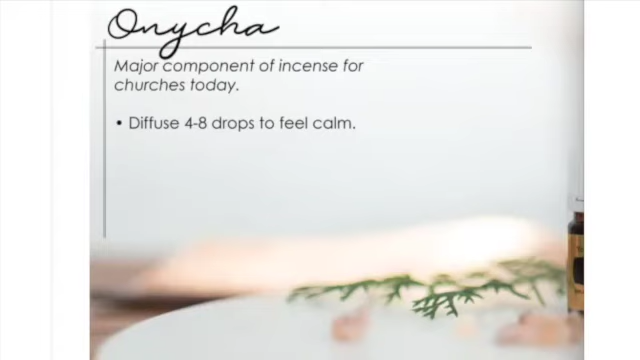 Onycha
Major component of incense for
churches today.
• Diffuse 4-8 drops to feel calm.